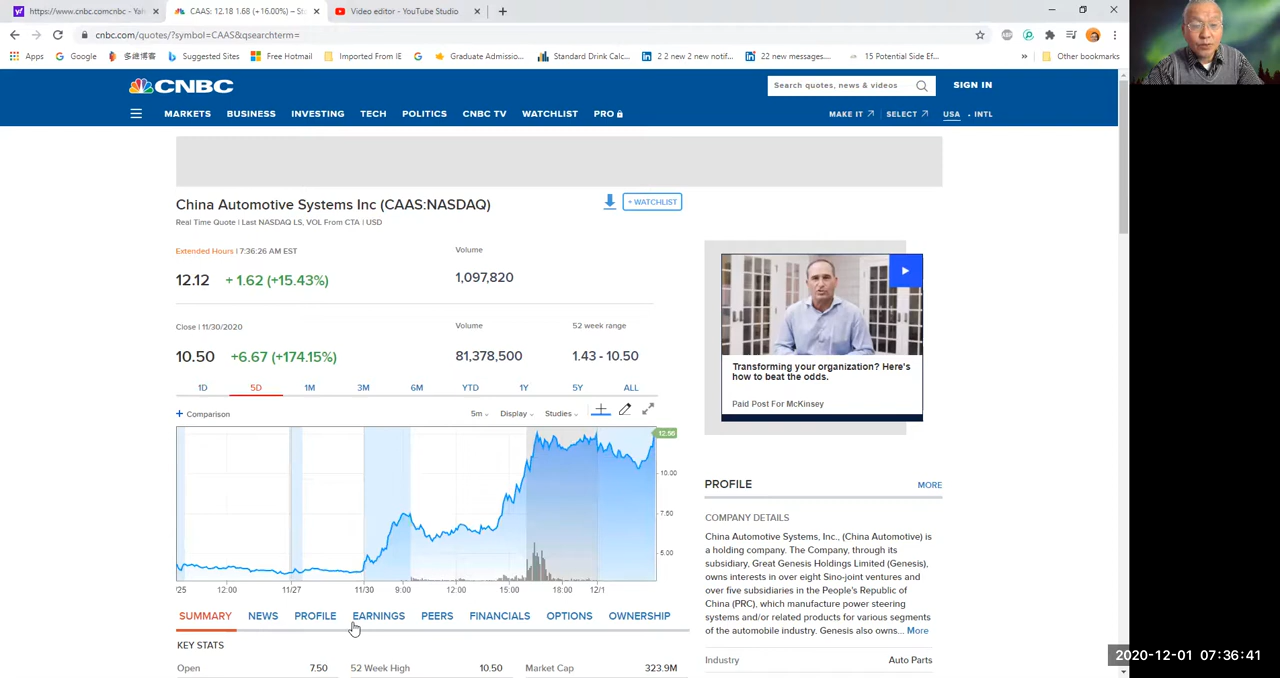 https://www.cnbc.comcnbc - Yah
CAAS: 12.18 1.68 (+16.00%) – St
Video editor - YouTube Studio
cnbc.com/quotes/?symbol=CAAS&qsearchterm=
Apps
Google
多維博客
Suggested Sites
Free Hotmail
Imported From IE
Graduate Admissio...
Standard Drink Calc...
2 2 new 2 new notif...
22 new messages...
15 Potential Side Ef...
Other bookmarks
CNBC
Search quotes, news & videos
SIGN IN
MARKETS
BUSINESS
INVESTING
TECH
POLITICS
CNBC TV
WATCHLIST
PRO
MAKE IT
SELECT
USA
INTL
China Automotive Systems Inc (CAAS:NASDAQ)
+ WATCHLIST
Real Time Quote | Last NASDAQ LS, VOL From CTA | USD
Extended Hours | 7:36:26 AM EST
Volume
12.12
+ 1.62 (+15.43%)
1,097,820
Close | 11/30/2020
Volume
52 week range
10.50
+6.67 (+174.15%)
81,378,500
1.43 - 10.50
1D
5D
1M
3M
6M
YTD
1Y
5Y
ALL
+ Comparison
5m
Display
Studies
12.56
10.00
7.50
5.00
/25
12:00
11/27
11/30
9:00
12:00
15:00
12/1
SUMMARY
NEWS
PROFILE
EARNINGS
PEERS
FINANCIALS
OPTIONS
OWNERSHIP
KEY STATS
Open
7.50
52 Week High
10.50
Market Cap
323.9M
Transforming your organization? Here's
how to beat the odds.
Paid Post For McKinsey
PROFILE
MORE
COMPANY DETAILS
China Automotive Systems, Inc., (China Automotive) is
a holding company. The Company, through its
subsidiary, Great Genesis Holdings Limited (Genesis),
owns interests in over eight Sino-joint ventures and
over five subsidiaries in the People's Republic of
China (PRC), which manufacture power steering
systems and/or related products for various segments
of the automobile industry. Genesis also owns... More
Industry
Auto Parts
2020-12-01 07:36:41